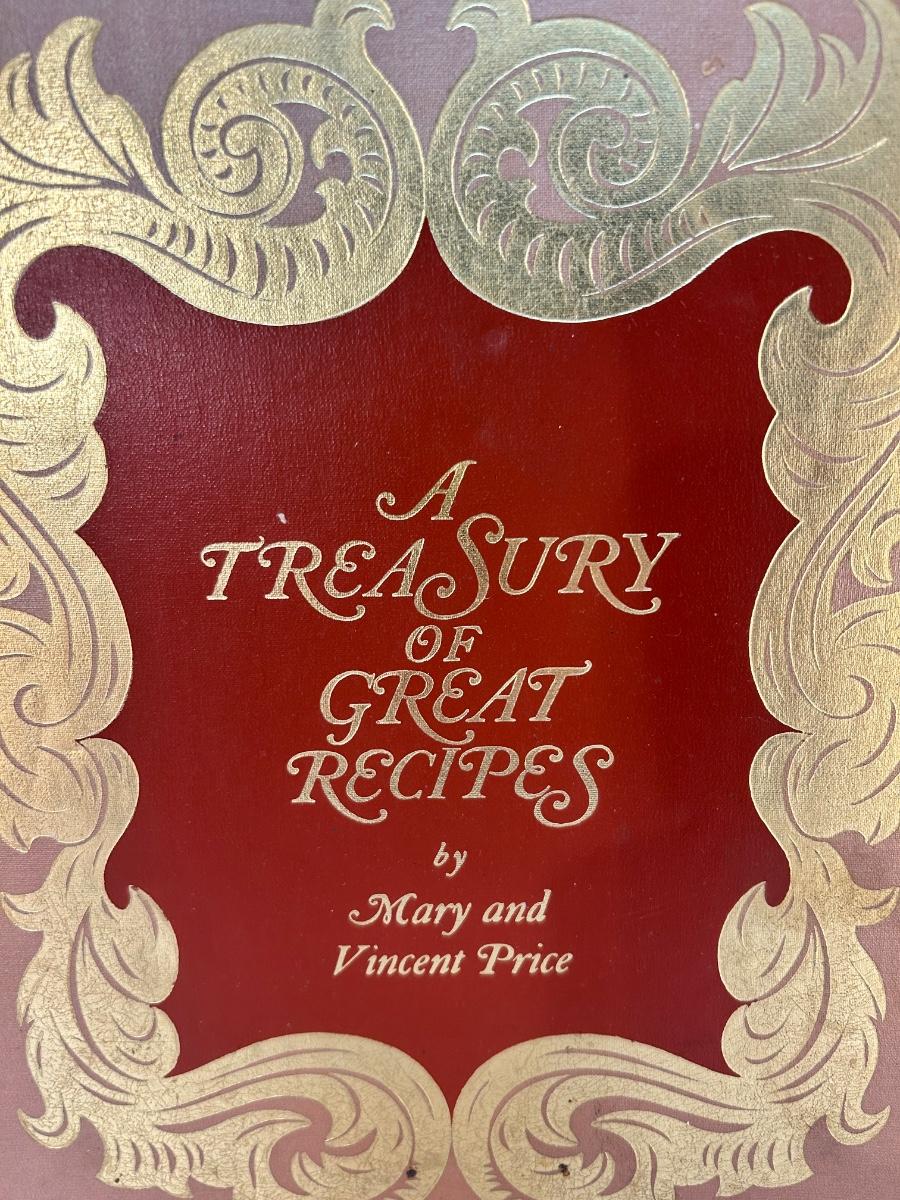 A
TREASURY
OF
GREAT
RECIPES
by
Mary and
Vincent Price